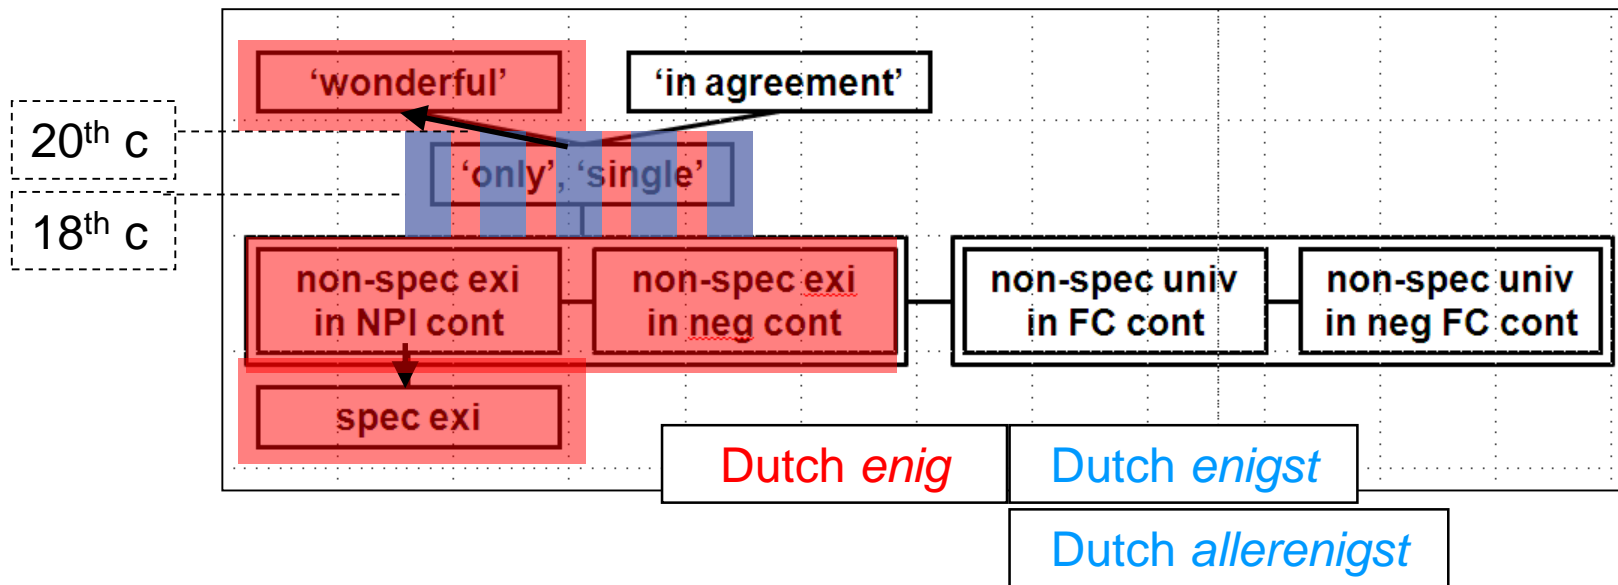 ‘wonderful’
‘in agreement’
20th c
‘only’, ‘single’
18th c
non-spec exi
in NPI cont
non-spec exi
in neg cont
non-spec univ
in FC cont
non-spec univ
in neg FC cont
spec exi
Dutch enig
Dutch enigst
Dutch allerenigst